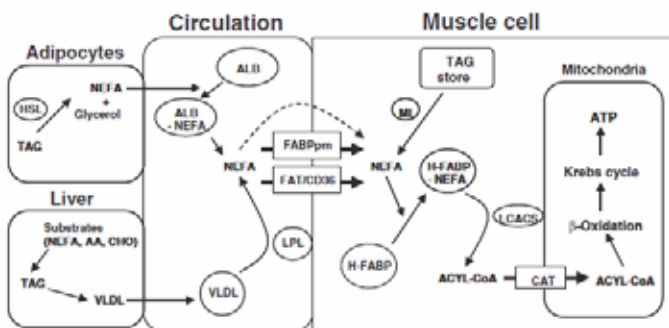 Circulation
Muscle cell
Adipocytes
NEFA
+
Glycerol
HSL
TAG
ALB
ALB
- NEFA
NEFA
FABPpm
FAT/CD36
TAG
store
ML
NEFA
H-FABP
- NEFA
H-FABP
LCACS
ACYL-CoA
CAT
Mitochondria
ATP
Krebs cycle
β-Oxidation
ACYL-CoA
Liver
Substrates
(NEFA, AA, CHO)
TAG
VLDL
VLDL
LPL